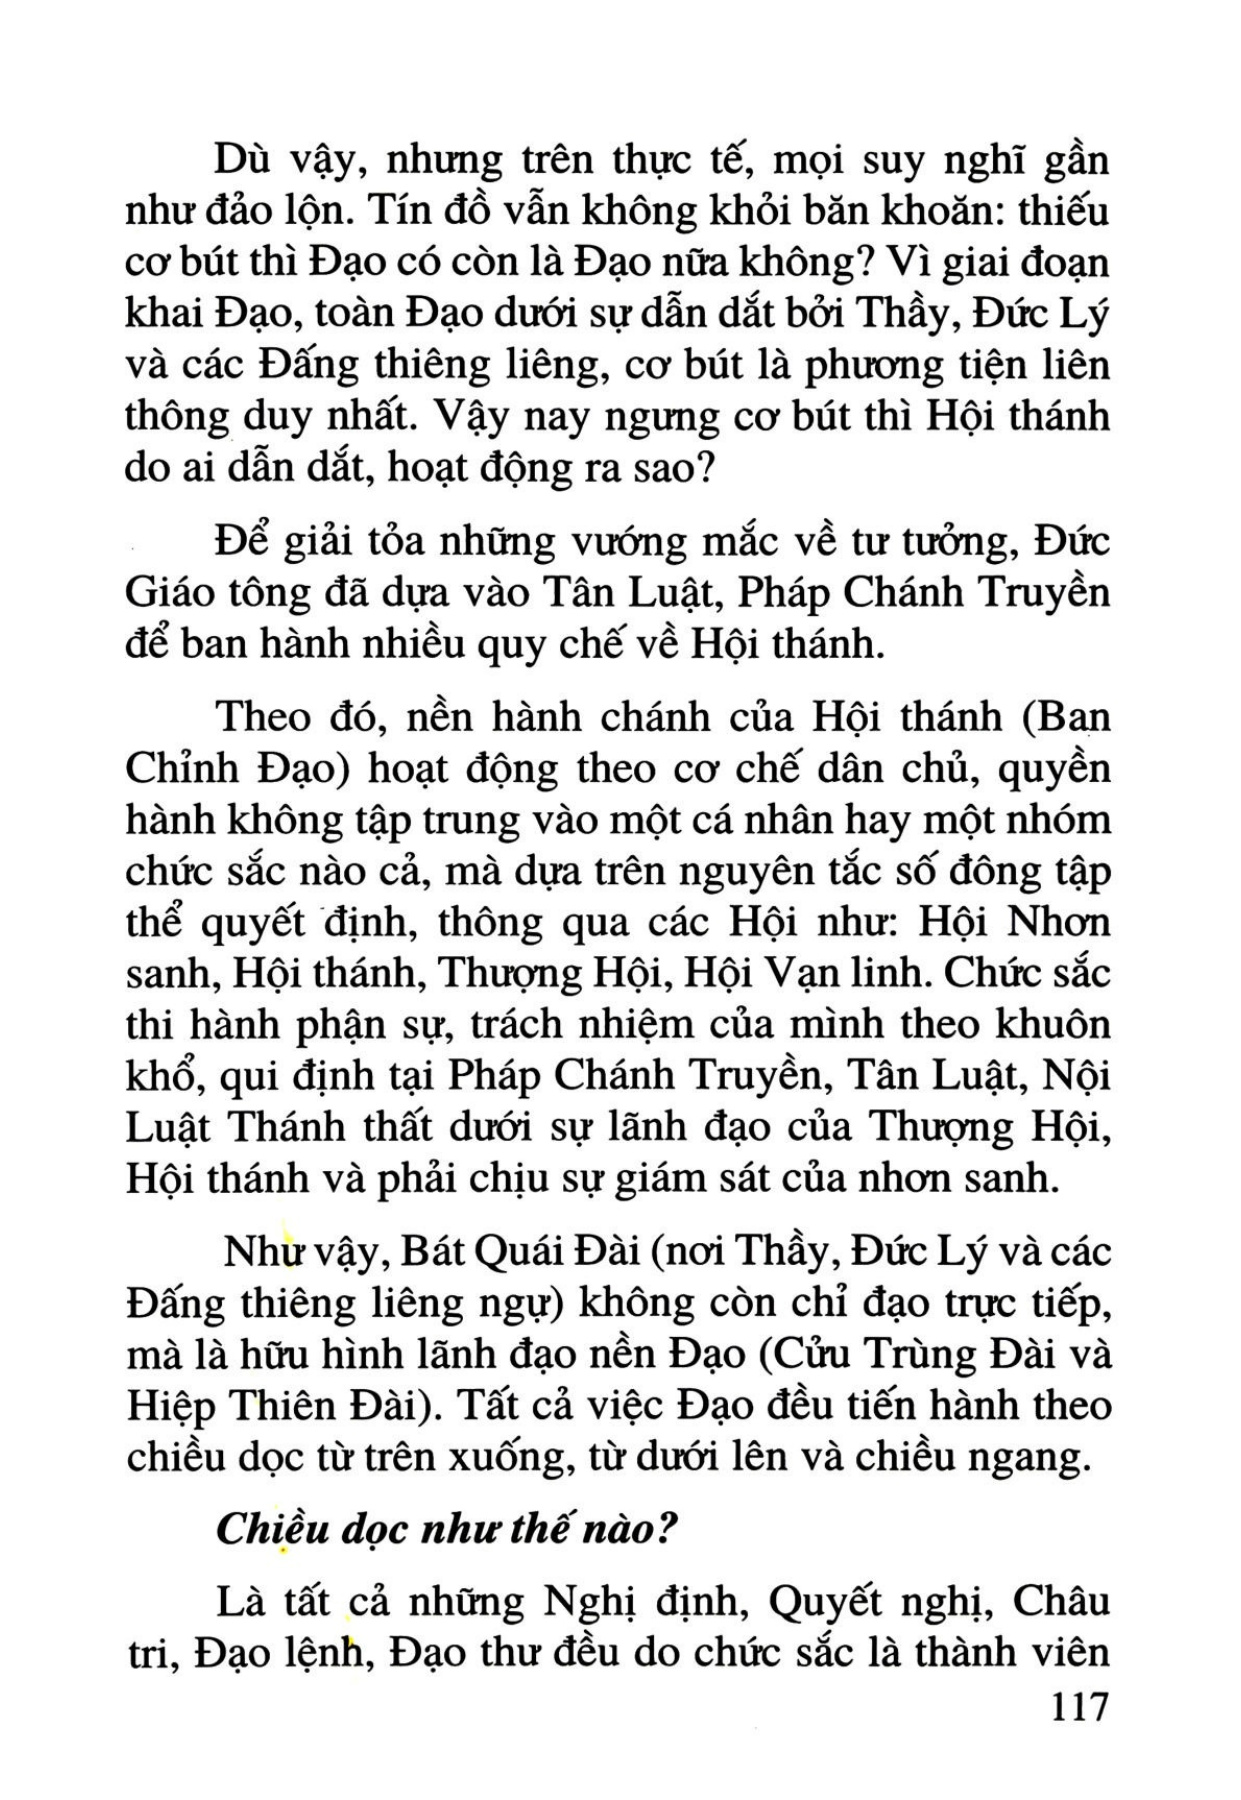 Dù vậy, nhưng trên thực tế, mọi suy nghĩ gần
như đảo lộn. Tín đồ vẫn không khỏi băn khoăn: thiếu
cơ bút thì Đạo có còn là Đạo nữa không? Vì giai đoạn
khai Đạo, toàn Đạo dưới sự dẫn dắt bởi Thầy, Đức Lý
và các Đấng thiêng liêng, cơ bút là phương tiện liên
thông duy nhất. Vậy nay ngưng cơ bút thì Hội thánh
do ai dẫn dắt, hoạt động ra sao?
Để giải tỏa những vướng mắc về tư tưởng, Đức
Giáo tông đã dựa vào Tân Luật, Pháp Chánh Truyền
để ban hành nhiều quy chế về Hội thánh.
Theo đó, nền hành chánh của Hội thánh (Ban
Chỉnh Đạo) hoạt động theo cơ chế dân chủ, quyền
hành không tập trung vào một cá nhân hay một nhóm
chức sắc nào cả, mà dựa trên nguyên tắc số đông tập
thể quyết định, thông qua các Hội như: Hội Nhơn
sanh, Hội thánh, Thượng Hội, Hội Vạn linh. Chức sắc
thi hành phận sự, trách nhiệm của mình theo khuôn
khổ, qui định tại Pháp Chánh Truyền, Tân Luật, Nội
Luật Thánh thất dưới sự lãnh đạo của Thượng Hội,
Hội thánh và phải chịu sự giám sát của nhơn sanh.
Như vậy, Bát Quái Đài (nơi Thầy, Đức Lý và các
Đấng thiêng liêng ngự) không còn chỉ đạo trực tiếp,
mà là hữu hình lãnh đạo nền Đạo (Cửu Trùng Đài và
Hiệp Thiên Đài). Tất cả việc Đạo đều tiến hành theo
chiều dọc từ trên xuống, từ dưới lên và chiều ngang.
Chiều dọc như thế nào?
Là tất cả những Nghị định, Quyết nghị, Châu
tri, Đạo lệnh, Đạo thư đều do chức sắc là thành viên
117